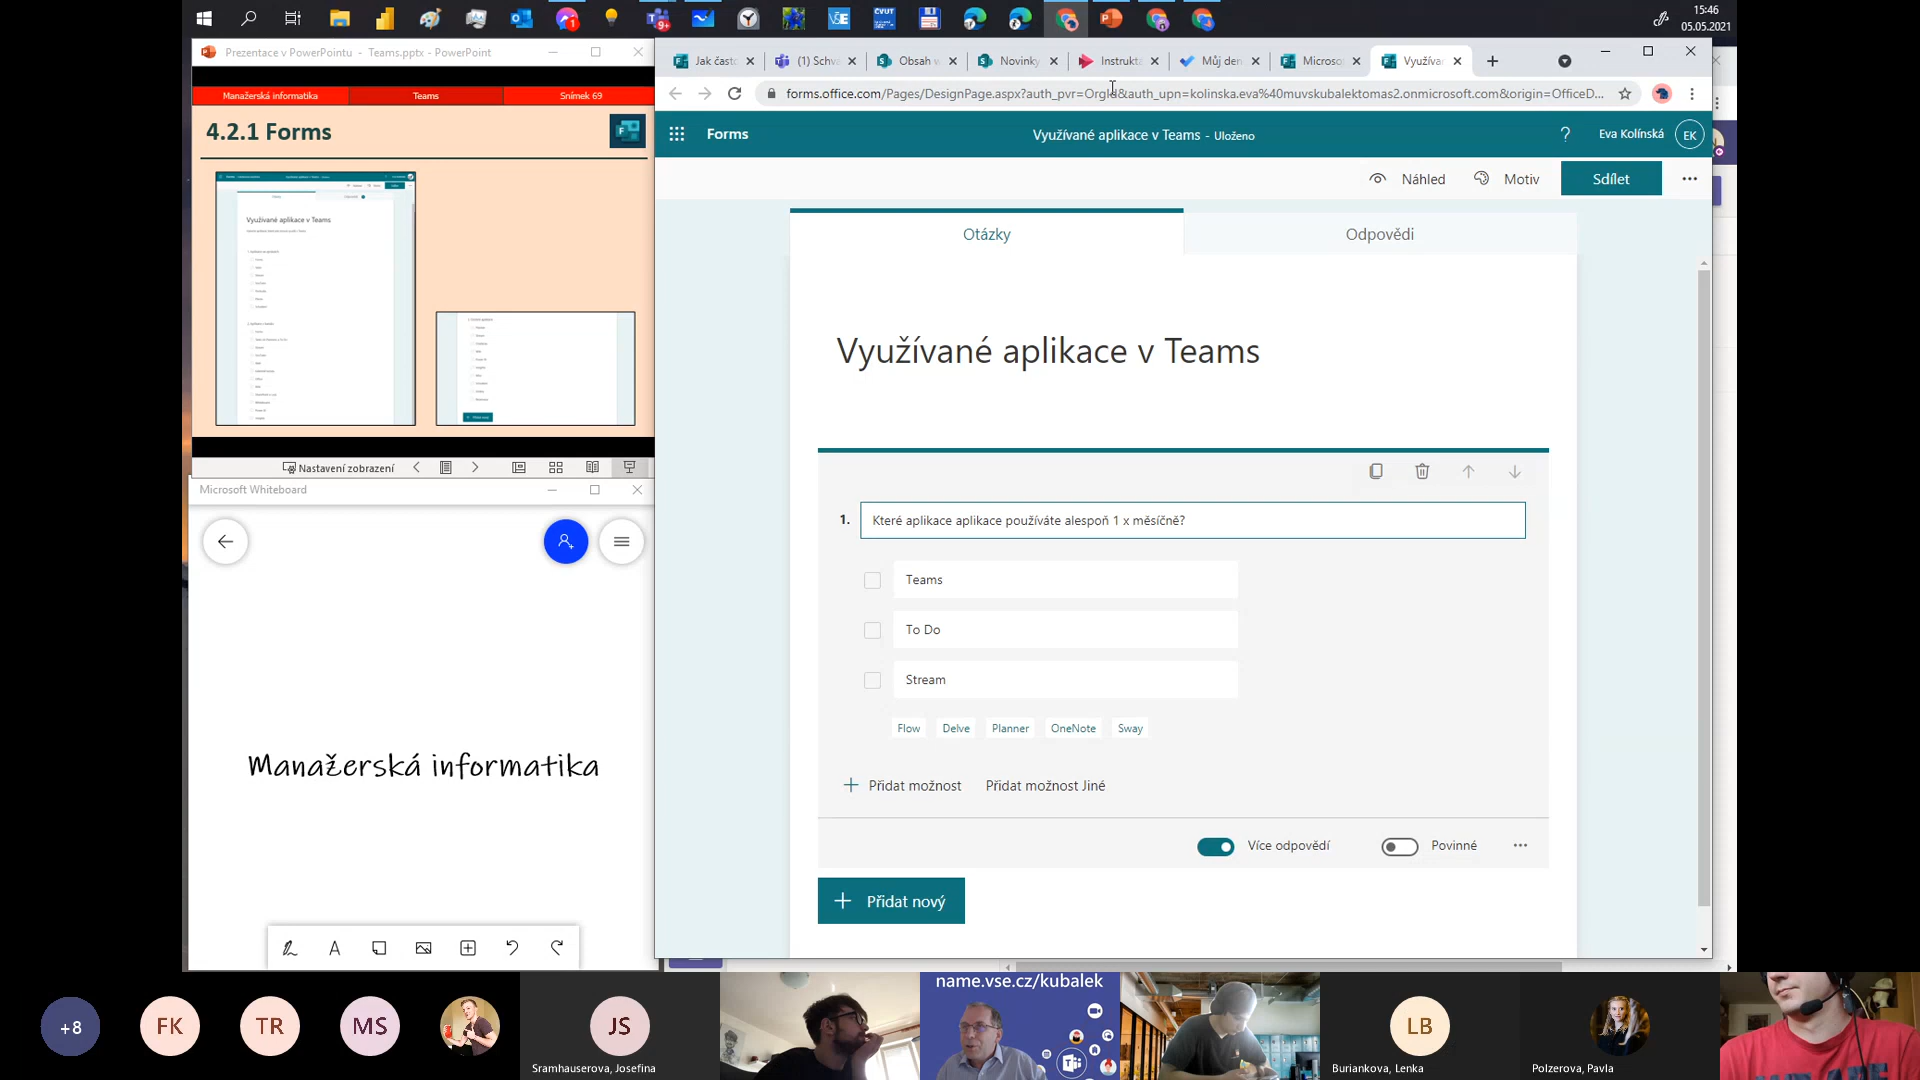 15:46
05.05.2021
Prezentace v PowerPointu - Teams.pptx - PowerPoint
Manažerská informatika
Teams
Snímek 69
4.2.1 Forms
Využívané aplikace v Teams
Nastavení zobrazení
Microsoft Whiteboard
Manažerská informatika
Jak často
(1) Schv
Obsah v
Novinky
Instrukta
Můj den
Microso
Využíva
forms.office.com/Pages/DesignPage.aspx?auth_pvr=OrgId&auth_upn=kolinska.eva%40muvskubalektomas2.onmicrosoft.com&origin=OfficeD...
Forms
Využívané aplikace v Teams - Uloženo
?
Eva Kolínská
EK
Náhled
Motiv
Sdílet
Otázky
Odpovědi
Využívané aplikace v Teams
1.
Které aplikace aplikace používáte alespoň 1 x měsíčně?
Teams
To Do
Stream
Flow
Delve
Planner
OneNote
Sway
Přidat možnost
Přidat možnost Jiné
Více odpovědí
Povinné
Přidat nový
+8
FK
TR
MS
JS
Sramhauserova, Josefina
name.vse.cz/kubalek
LB
Buriankova, Lenka
Polzerova, Pavla